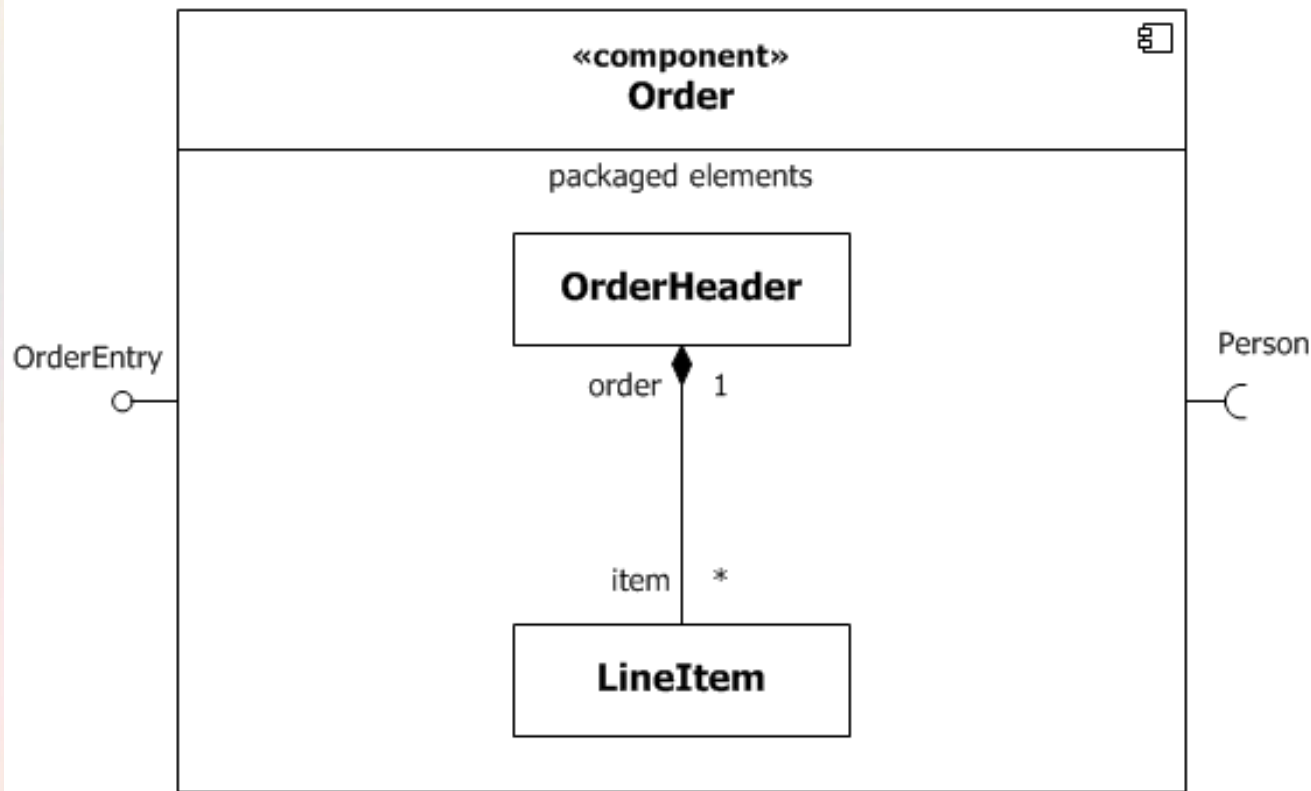 «component»
Order
packaged elements
OrderHeader
OrderEntry
Person
order 1
item *
LineItem